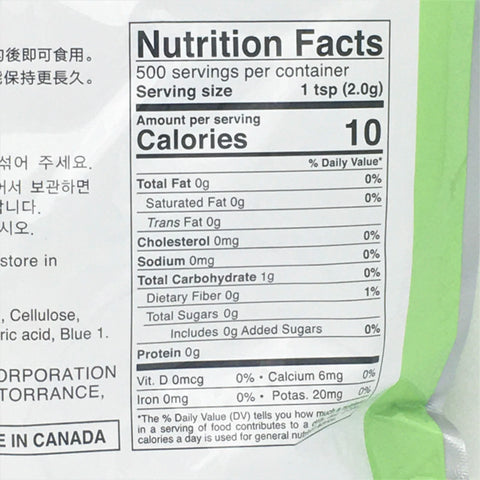 後即可食用。
保持更長久。
섞어 주세요.
서 보관하면
니다.
시오.
store in
, Cellulose,
ric acid, Blue 1.
ORPORATION
TORRANCE,
E IN CANADA
Nutrition Facts
500 servings per container
Serving size 1 tsp (2.0g)
Amount per serving
Calories 10
% Daily Value*
Total Fat 0g 0%
Saturated Fat 0g 0%
Trans Fat 0g
Cholesterol 0mg 0%
Sodium 0mg 0%
Total Carbohydrate 1g 0%
Dietary Fiber 0g 1%
Total Sugars 0g
Includes 0g Added Sugars 0%
Protein 0g
Vit. D 0mcg 0% • Calcium 6mg 0%
Iron 0mg 0% • Potas. 20mg 0%
*The % Daily Value (DV) tells you how much
in a serving of food contributes to a
calories a day is used for general